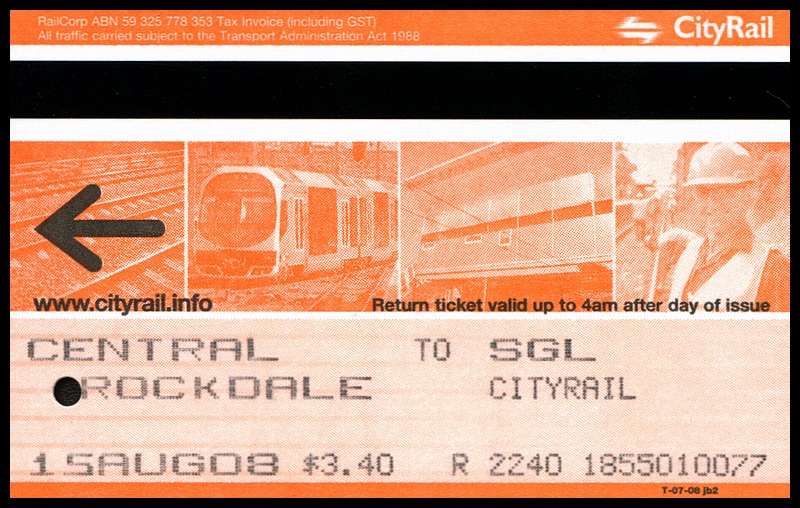 RailCorp ABN 59 325 778 353 Tax Invoice (including GST)
All traffic carried subject to the Transport Administration Act 1988
CityRail
www.cityrail.info
Return ticket valid up to 4am after day of issue
CENTRAL TO SGL
ROCKDALE CITYRAIL
15AUG08 $3.40 R 2240 1855010077
T-07-08 jb2